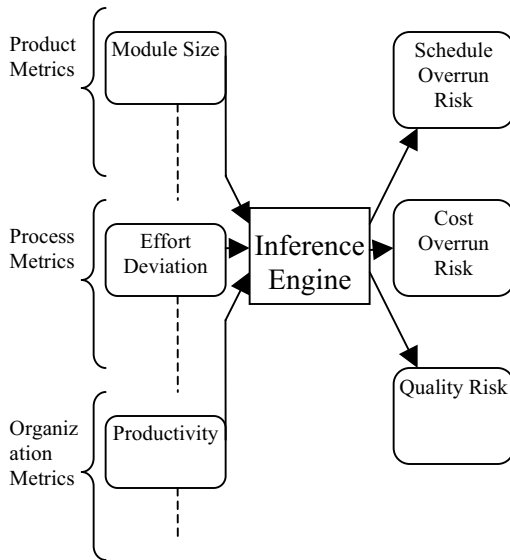 Product
Metrics
Module Size
Process
Metrics
Effort
Deviation
Organiz
ation
Metrics
Productivity
Inference
Engine
Schedule
Overrun
Risk
Cost
Overrun
Risk
Quality Risk